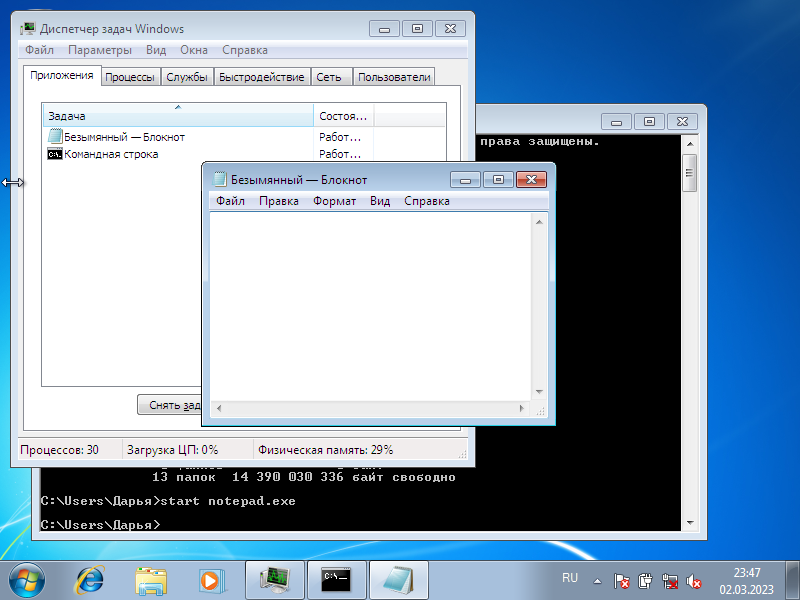 Диспетчер задач Windows
Файл Параметры Вид Окна Справка
Приложения Процессы Службы Быстродействие Сеть Пользователи
Задача Состоя...
Безымянный — Блокнот Работ...
Командная строка Работ...
Снять
Процессов: 30 Загрузка ЦП: 0% Физическая память: 29%
права защищены.
Безымянный — Блокнот
Файл Правка Формат Вид Справка
13 папок 14 390 030 336 байт свободно
C:\Users\Дарья>start notepad.exe
C:\Users\Дарья>
RU
23:47
02.03.2023